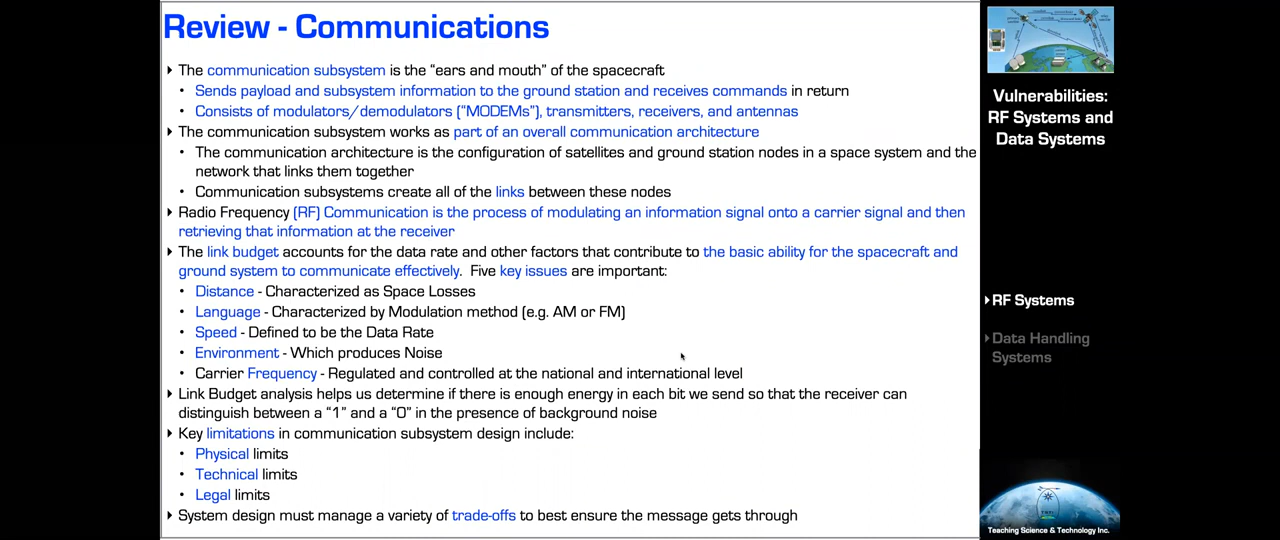 Review - Communications
The communication subsystem is the “ears and mouth” of the spacecraft
• Sends payload and subsystem information to the ground station and receives commands in return
• Consists of modulators/demodulators (“MODEMs”), transmitters, receivers, and antennas
The communication subsystem works as part of an overall communication architecture
• The communication architecture is the configuration of satellites and ground station nodes in a space system and the
network that links them together
• Communication subsystems create all of the links between these nodes
Radio Frequency (RF) Communication is the process of modulating an information signal onto a carrier signal and then
retrieving that information at the receiver
The link budget accounts for the data rate and other factors that contribute to the basic ability for the spacecraft and
ground system to communicate effectively. Five key issues are important:
• Distance - Characterized as Space Losses
• Language - Characterized by Modulation method (e.g. AM or FM)
• Speed - Defined to be the Data Rate
• Environment - Which produces Noise
• Carrier Frequency - Regulated and controlled at the national and international level
Link Budget analysis helps us determine if there is enough energy in each bit we send so that the receiver can
distinguish between a “1” and a “0” in the presence of background noise
Key limitations in communication subsystem design include:
• Physical limits
• Technical limits
• Legal limits
System design must manage a variety of trade-offs to best ensure the message gets through
Vulnerabilities:
RF Systems and
Data Systems
RF Systems
Data Handling
Systems
Teaching Science & Technology Inc.